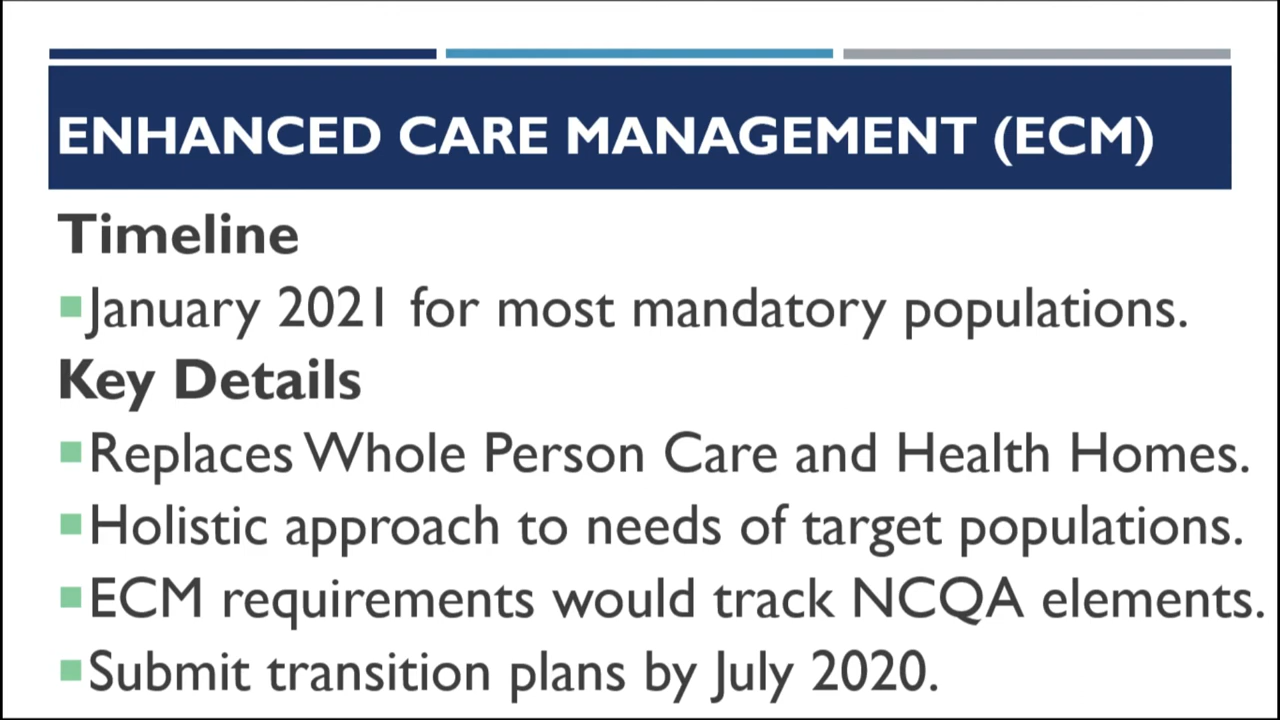 ENHANCED CARE MANAGEMENT (ECM)
Timeline
January 2021 for most mandatory populations.
Key Details
Replaces Whole Person Care and Health Homes.
Holistic approach to needs of target populations.
ECM requirements would track NCQA elements.
Submit transition plans by July 2020.